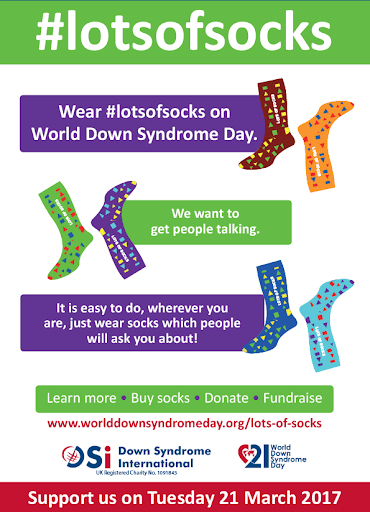 #lotsofsocks
Wear #lotsofsocks on
World Down Syndrome Day.
We want to
get people talking.
It is easy to do, wherever you
are, just wear socks which people
will ask you about!
Learn more • Buy socks • Donate • Fundraise
www.worlddownsyndromeday.org/lots-of-socks
DSi
Down Syndrome
International
UK Registered Charity No. 1091843
21
World
Down
Syndrome
Day
Support us on Tuesday 21 March 2017